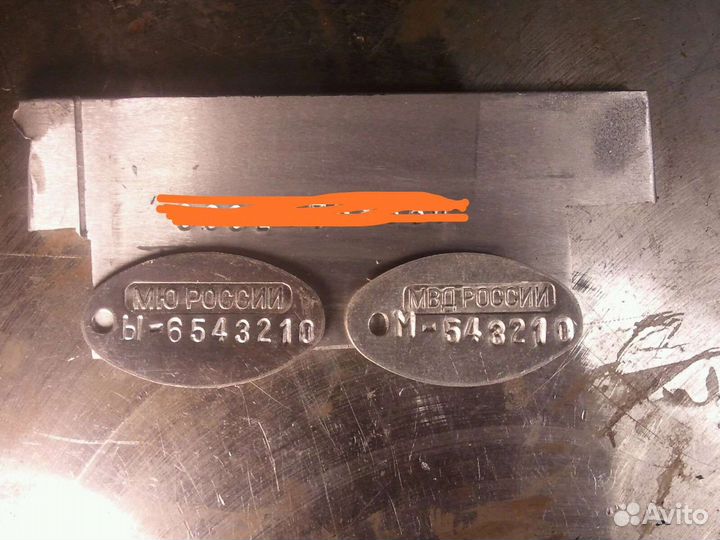 МЮ РОССИИ
Ы-6543210
МВД РОССИИ
М-543210
Avito